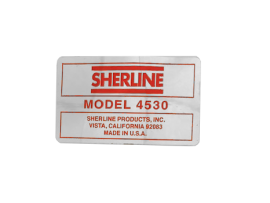 SHERLINE
MODEL 4530
SHERLINE PRODUCTS, INC.
VISTA, CALIFORNIA 92083
MADE IN U.S.A.